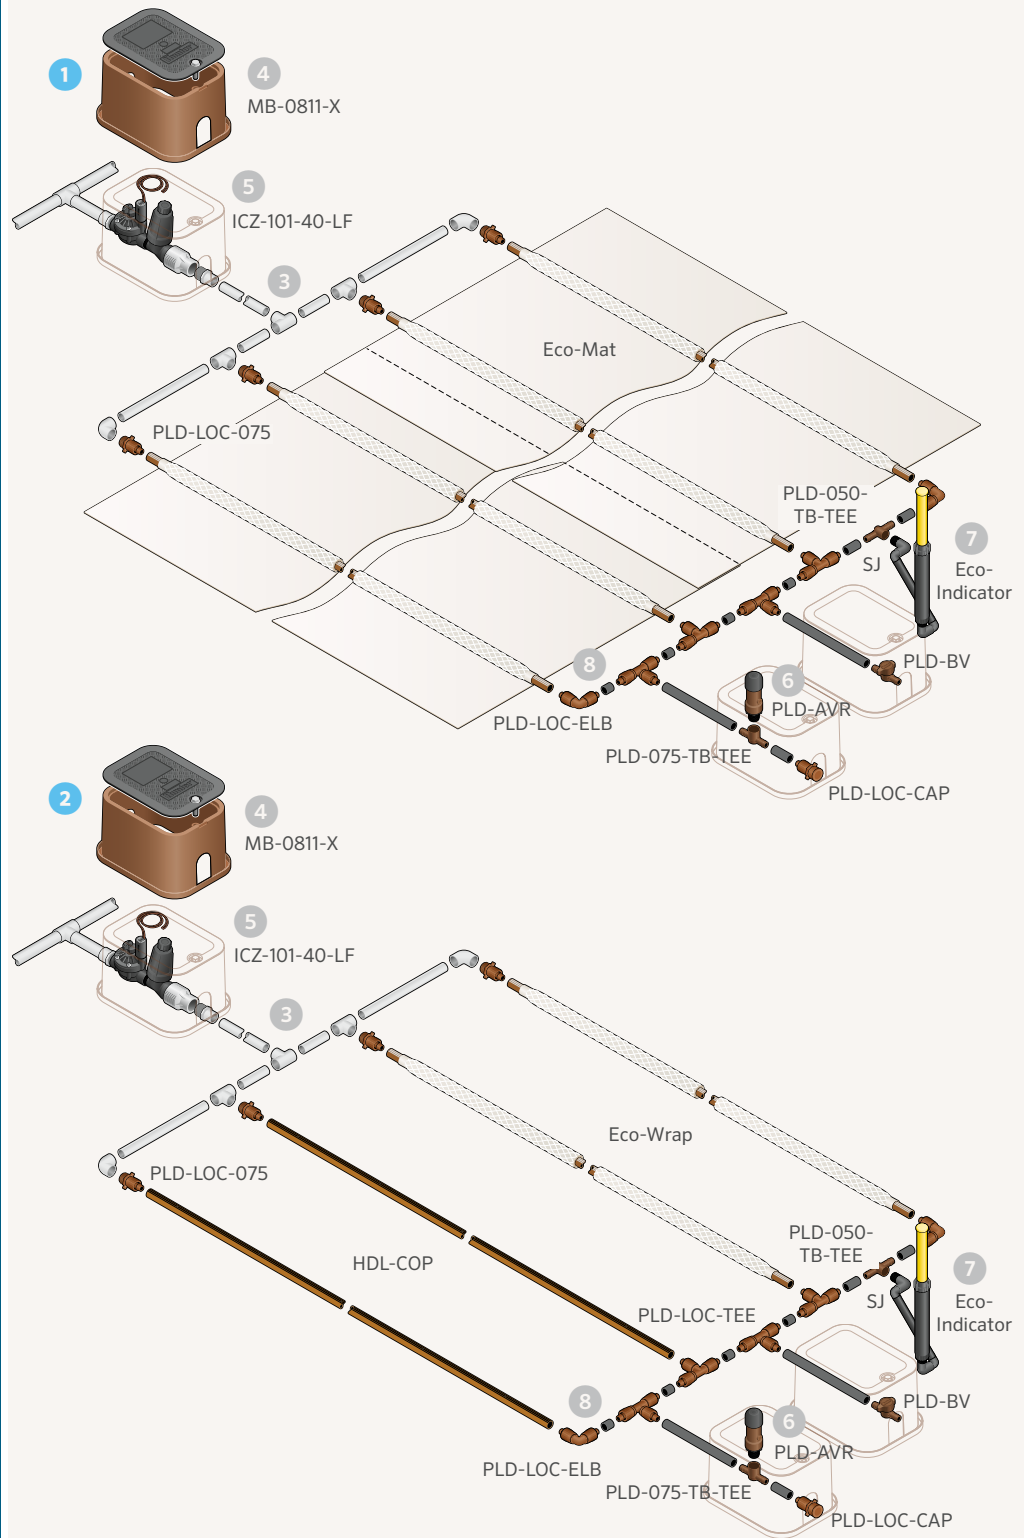 1
4
MB-0811-X
5
ICZ-101-40-LF
3
Eco-Mat
PLD-LOC-075
PLD-050-
TB-TEE
7
SJ
Eco-
Indicator
8
PLD-BV
6
PLD-AVR
PLD-LOC-ELB
PLD-075-TB-TEE
PLD-LOC-CAP
2
4
MB-0811-X
5
ICZ-101-40-LF
3
Eco-Wrap
PLD-LOC-075
PLD-050-
TB-TEE
HDL-COP
7
SJ
Eco-
Indicator
PLD-LOC-TEE
8
PLD-BV
6
PLD-AVR
PLD-LOC-ELB
PLD-075-TB-TEE
PLD-LOC-CAP